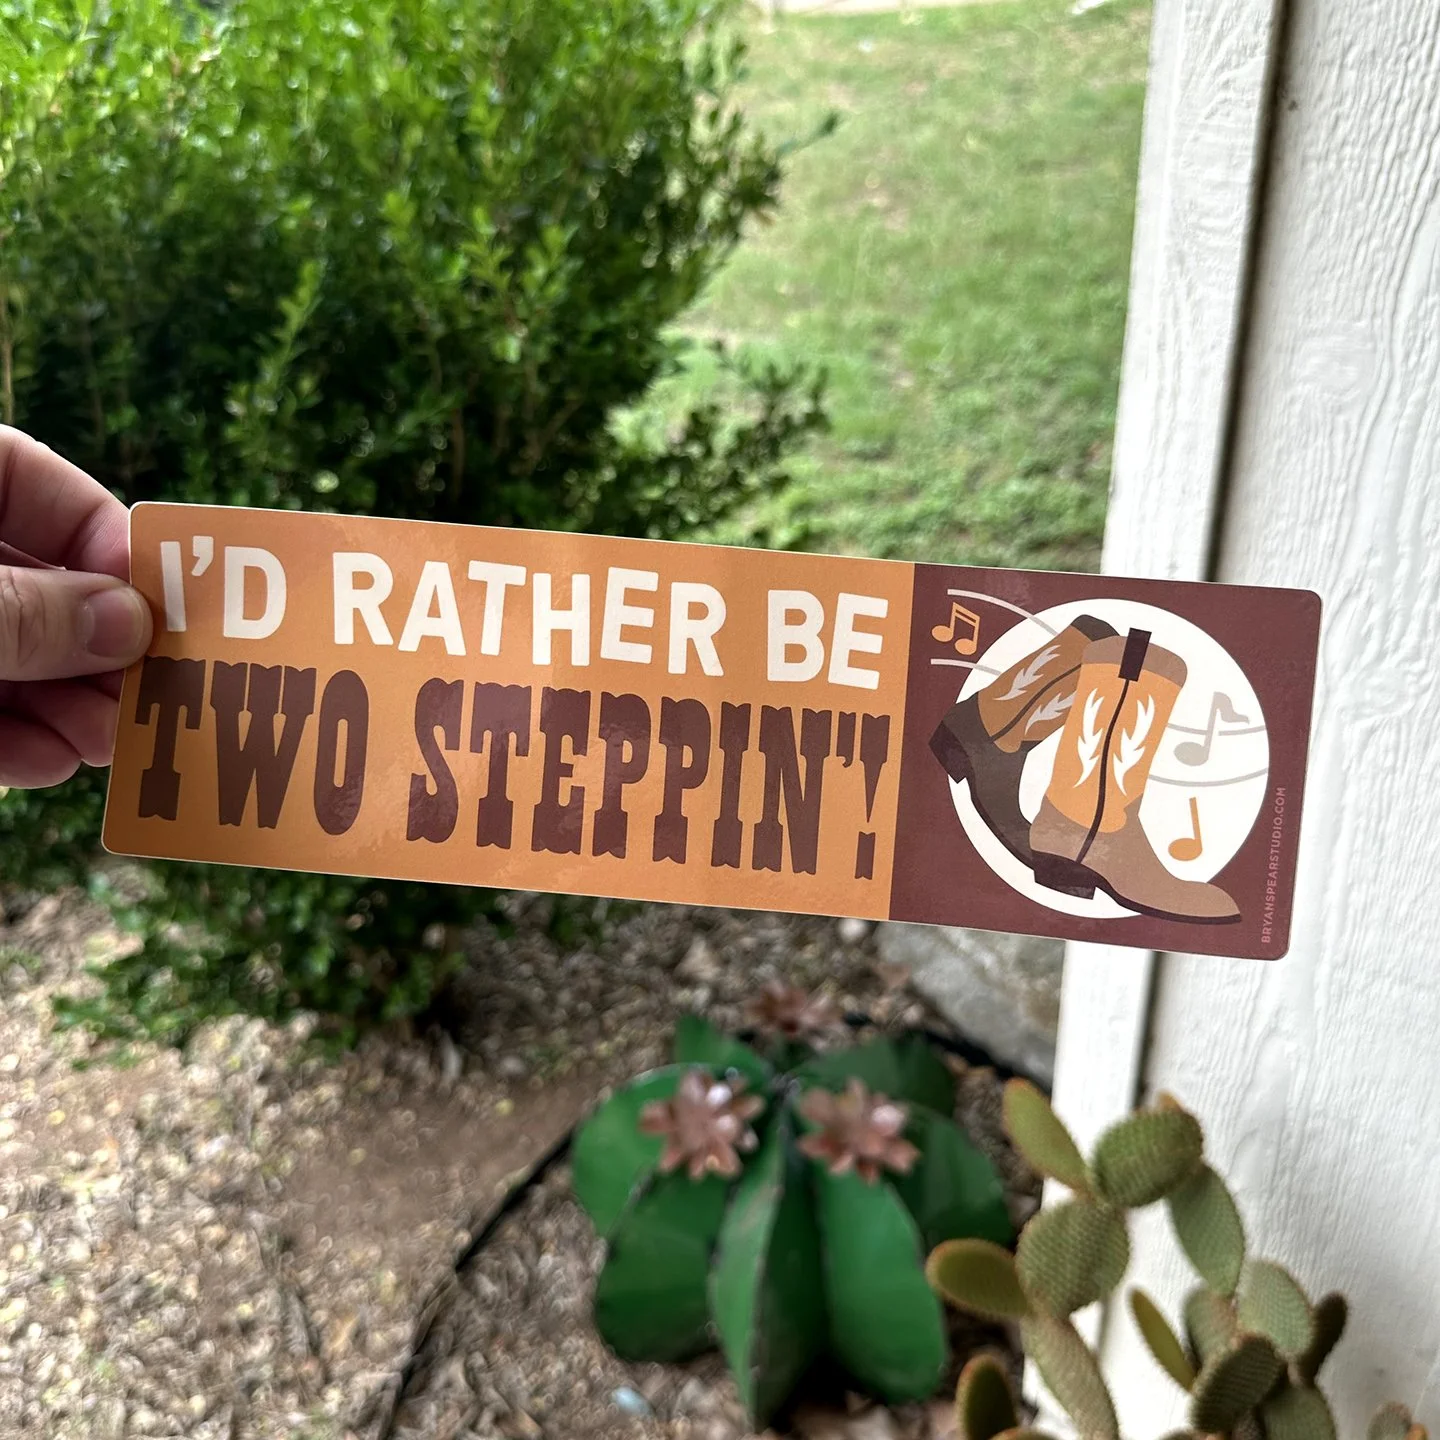 I'D RATHER BE
TWO STEPPIN'!
BRYANSPEARSTUDIO.COM